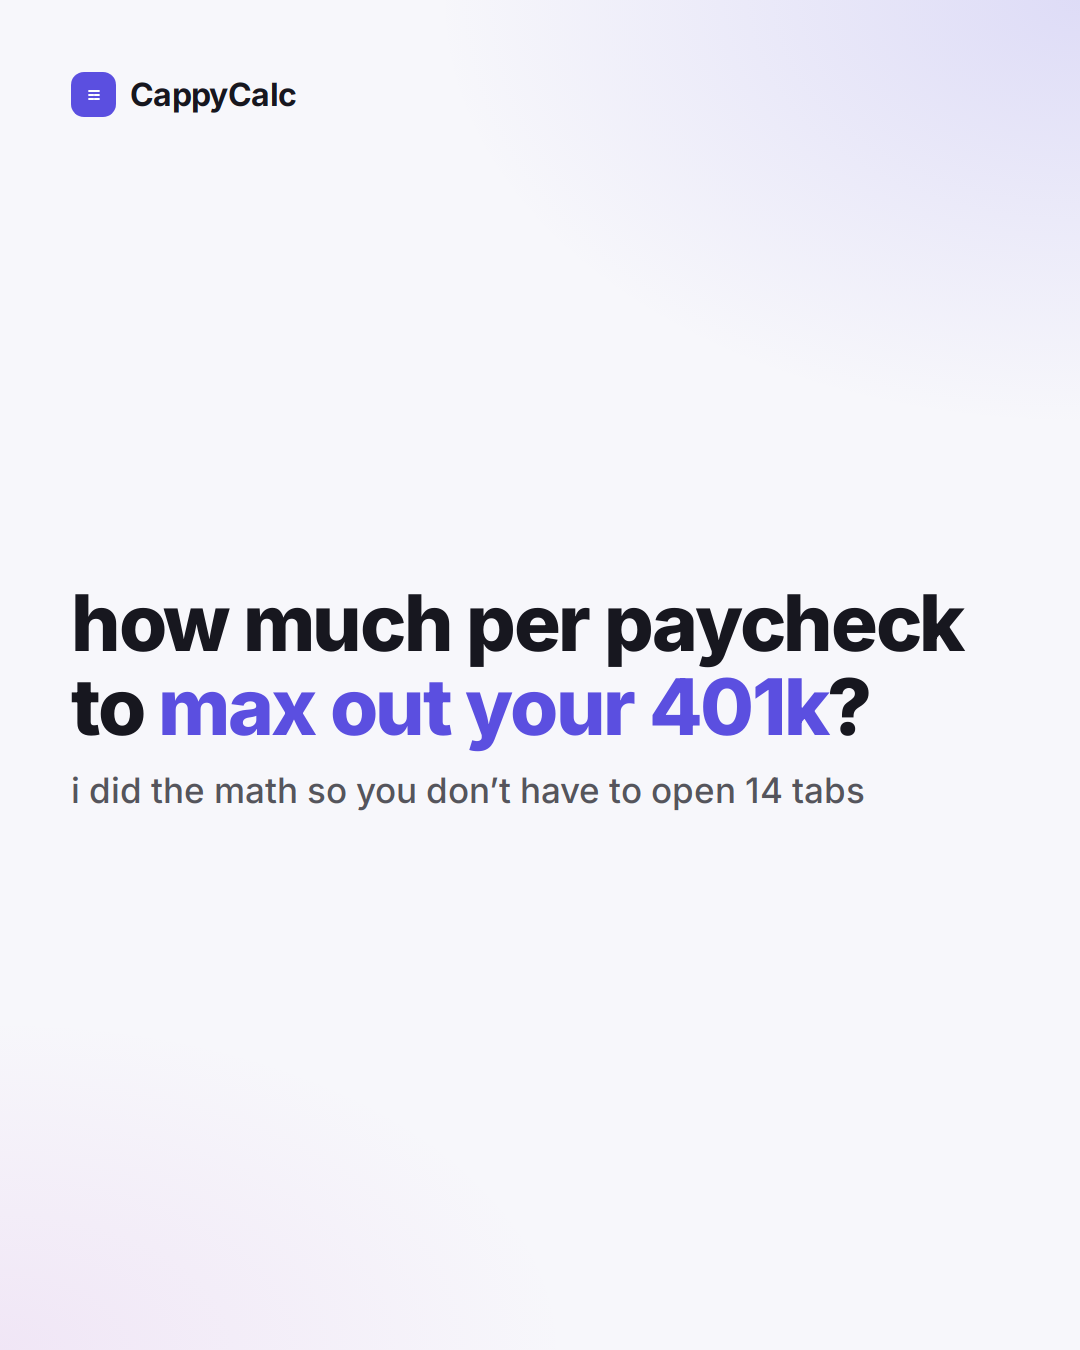 CappyCalc
how much per paycheck
to max out your 401k?
i did the math so you don’t have to open 14 tabs